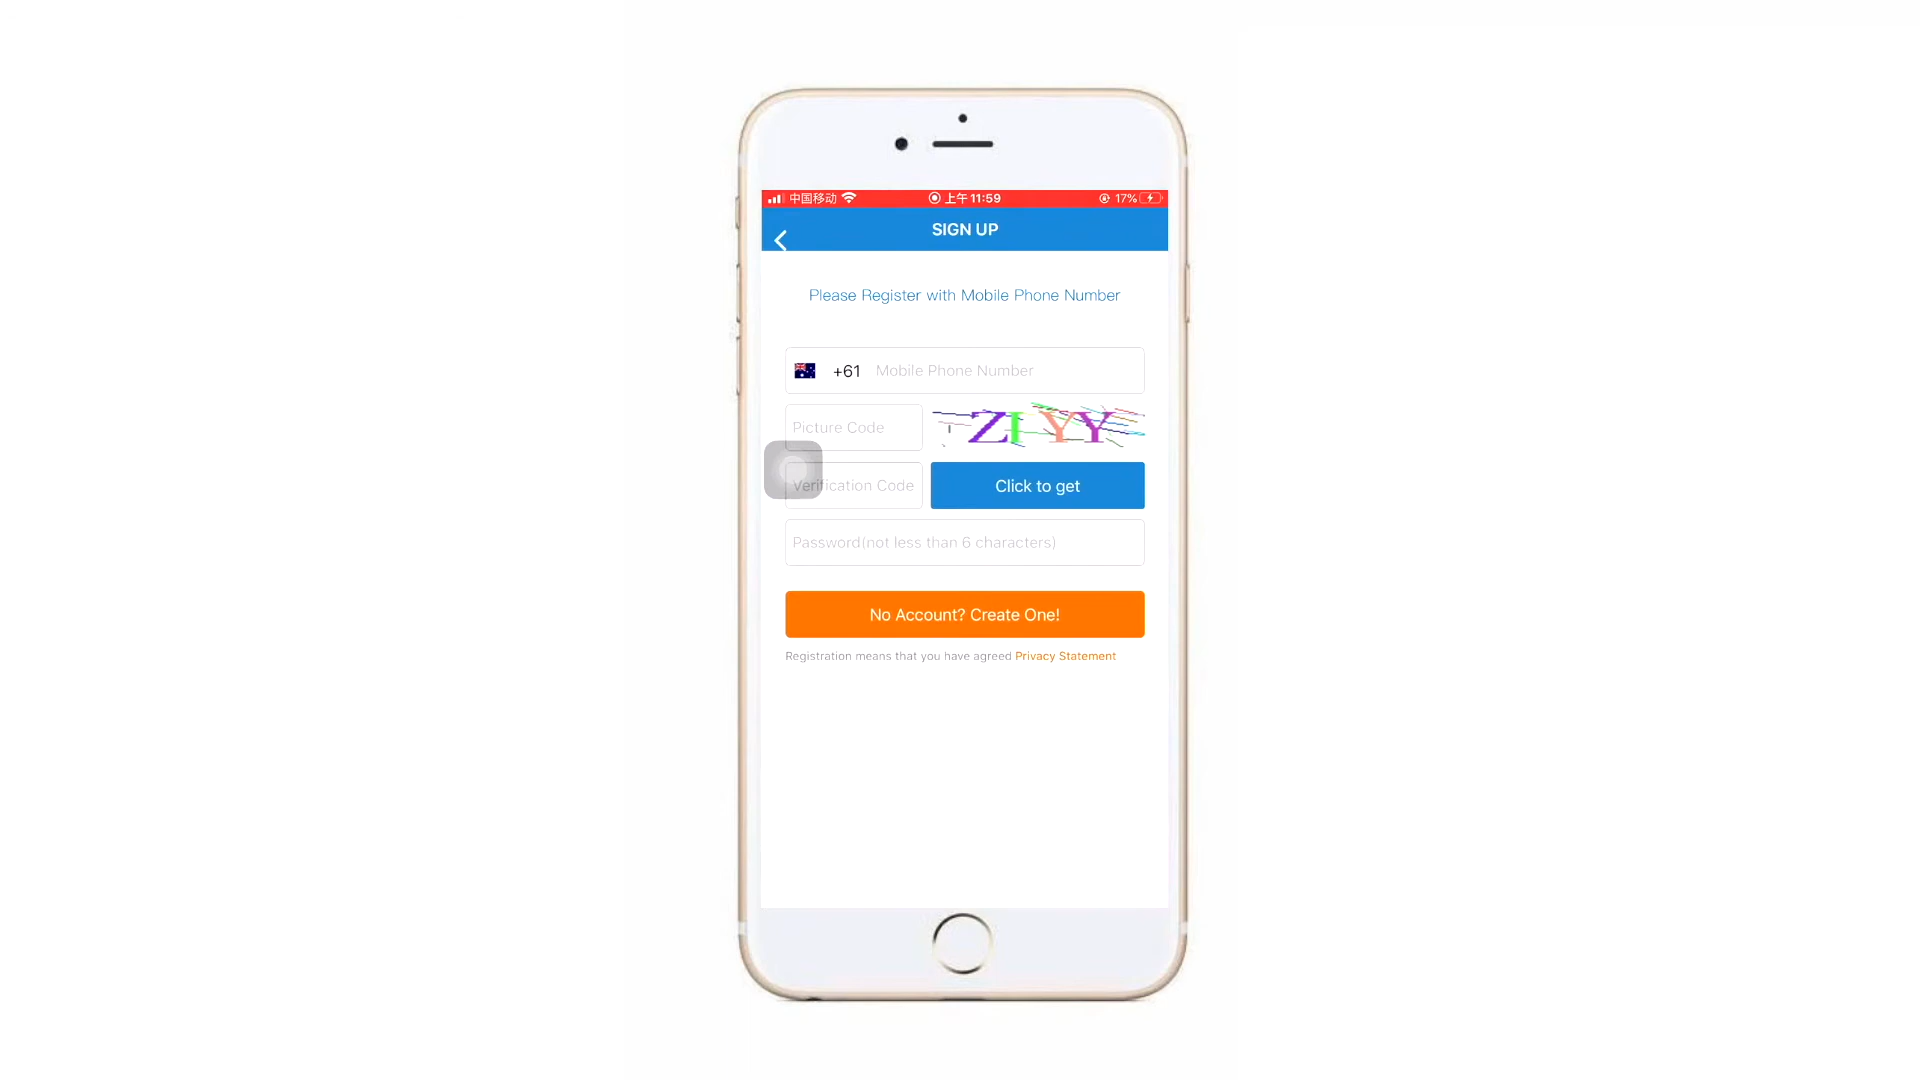 中国移动 上午11:59 17%
SIGN UP
Please Register with Mobile Phone Number
+61 Mobile Phone Number
Picture Code
Verification Code Click to get
Password(not less than 6 characters)
No Account? Create One!
Registration means that you have agreed Privacy Statement